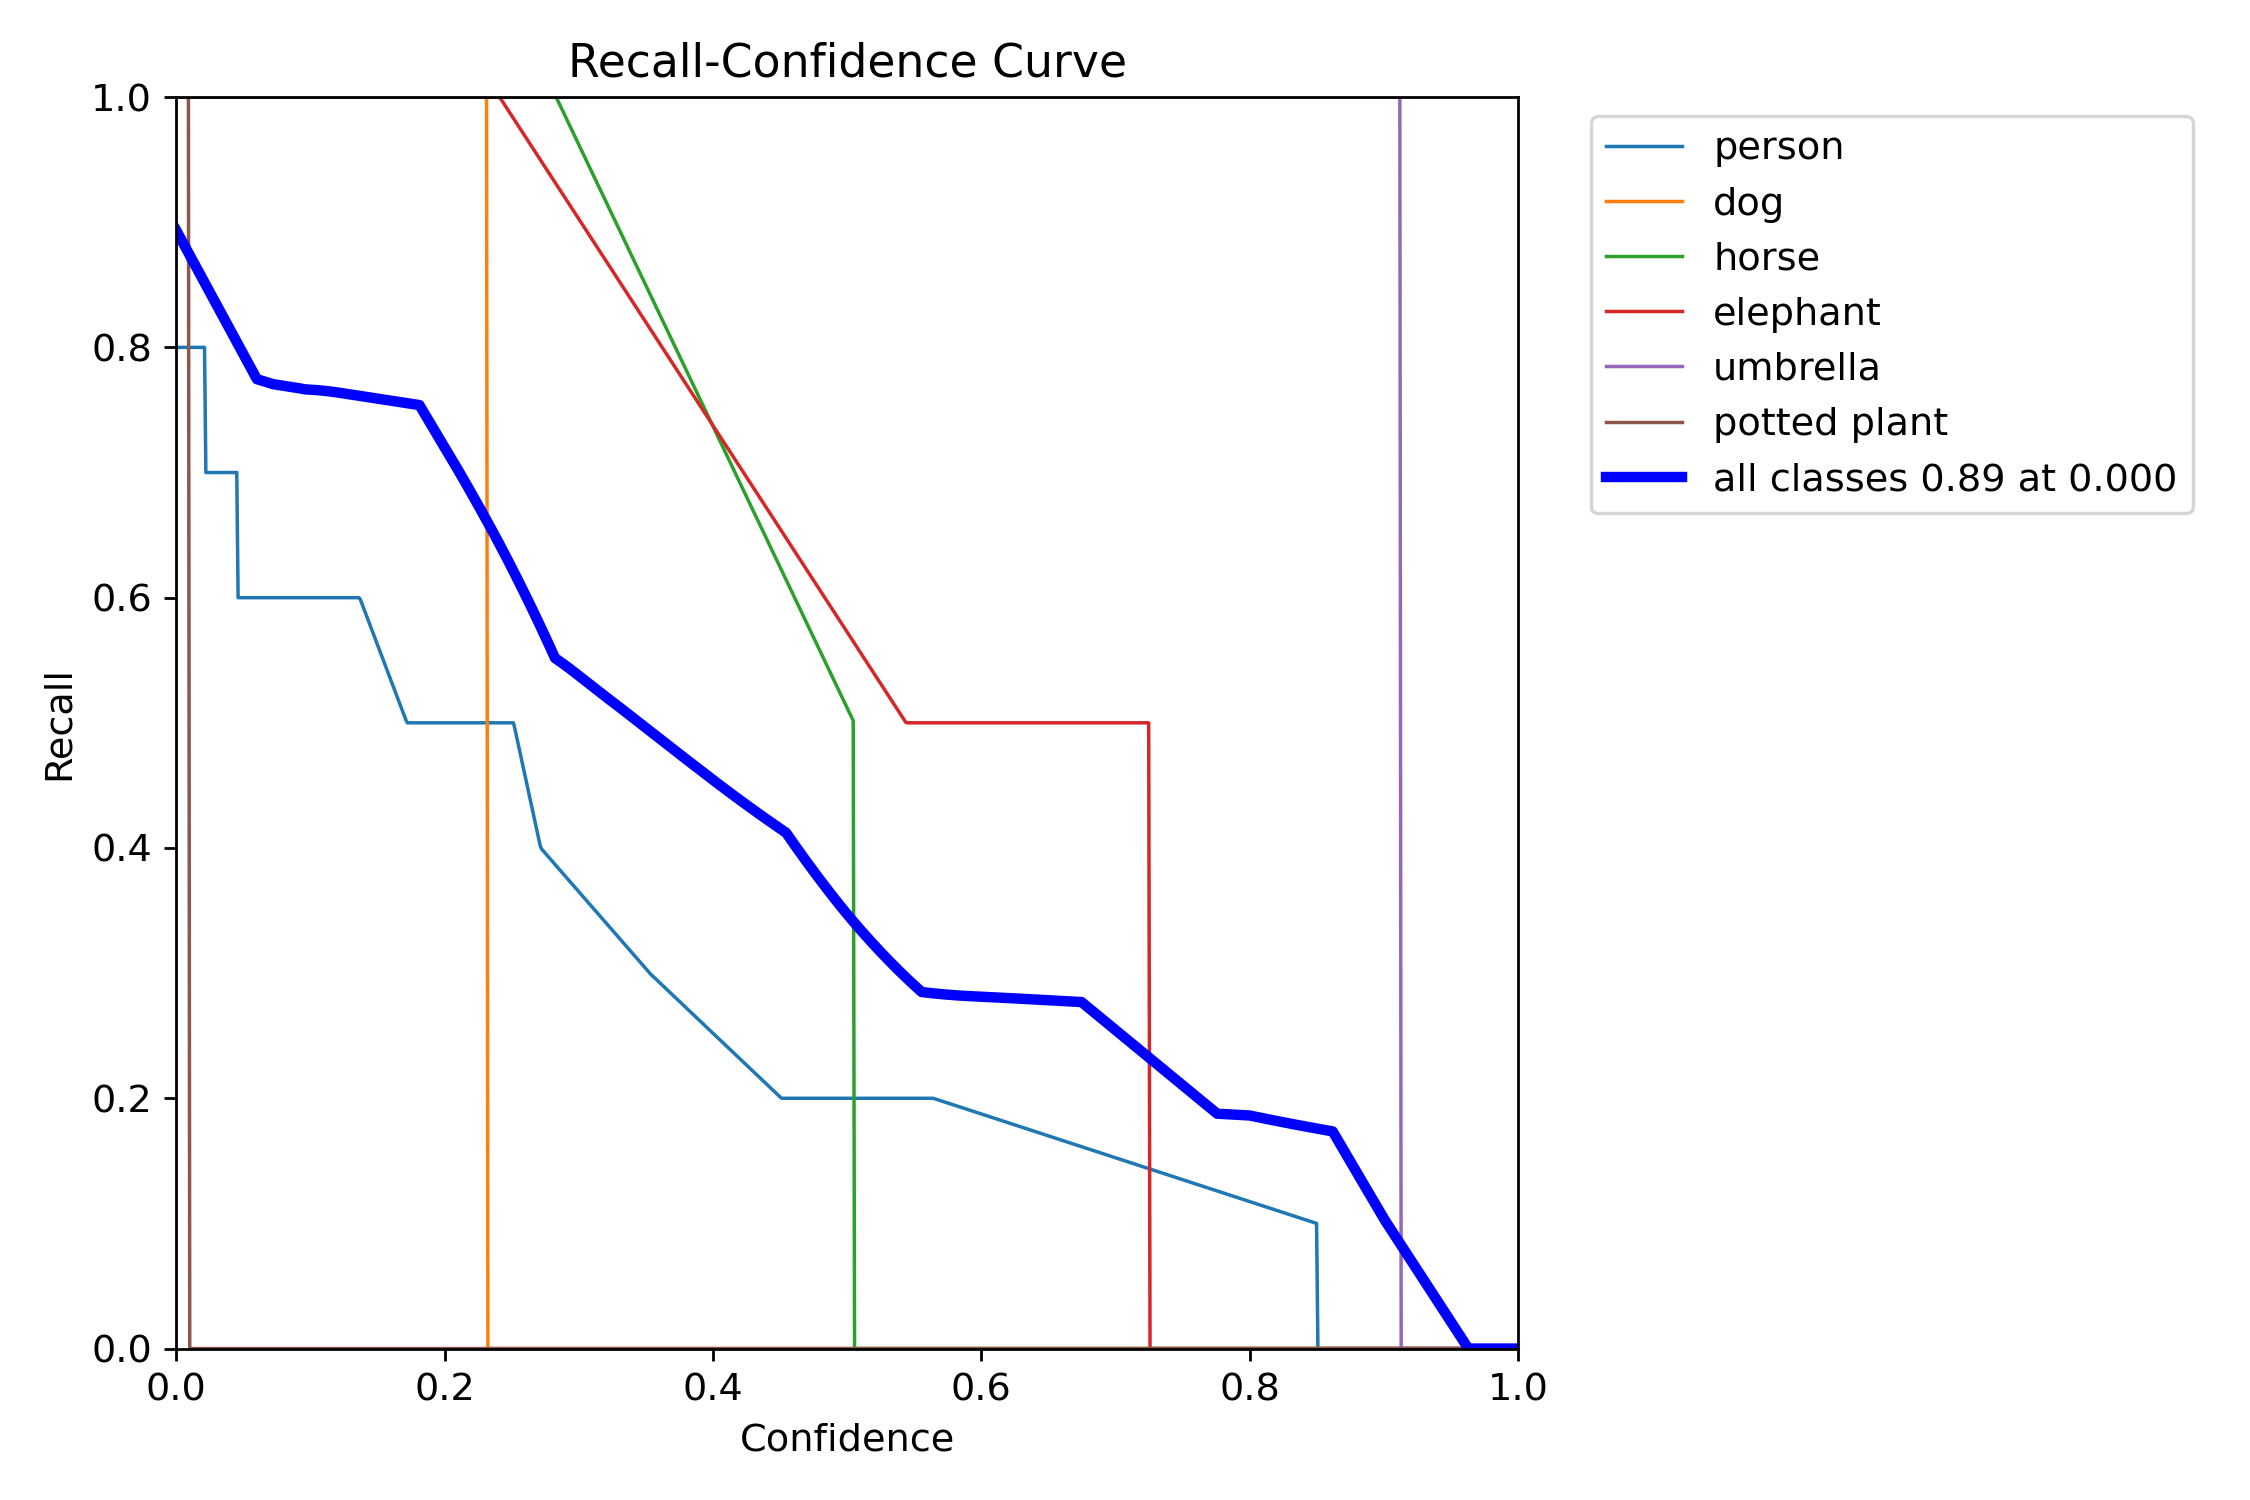 Recall-Confidence Curve
1.0
0.8
0.6
0.4
0.2
0.0
Recall
0.0 0.2 0.4 0.6 0.8 1.0
Confidence
person
dog
horse
elephant
umbrella
potted plant
all classes 0.89 at 0.000